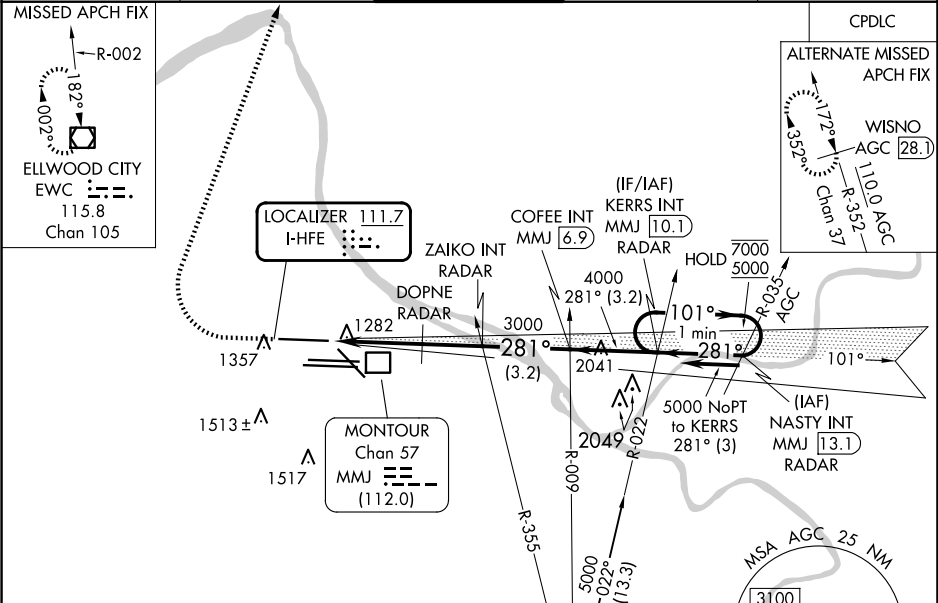 MISSED APCH FIX
R-002
182°
002°
ELLWOOD CITY
EWC
115.8
Chan 105
CPDLC
ALTERNATE MISSED
APCH FIX
172°
352°
WISNO
AGC 28.1
110.0 AGC
R-352
Chan 37
LOCALIZER 111.7
I-HFE
ZAIKO INT
RADAR
DOPNE
RADAR
COFEE INT
MMJ 6.9
(IF/IAF)
KERRS INT
MMJ 10.1
RADAR
HOLD 7000
5000
R-035
AGC
4000
281° (3.2)
101°
1 min
281°
3000
281°
(3.2)
2041
101°
1282
1357
1513 ±
1517
MONTOUR
Chan 57
MMJ
(112.0)
2049
R-022
5000 NoPT
to KERRS
281° (3)
(IAF)
NASTY INT
MMJ 13.1
RADAR
R-009
R-355
5000
022°
(13.3)
MSA AGC 25 NM
3100